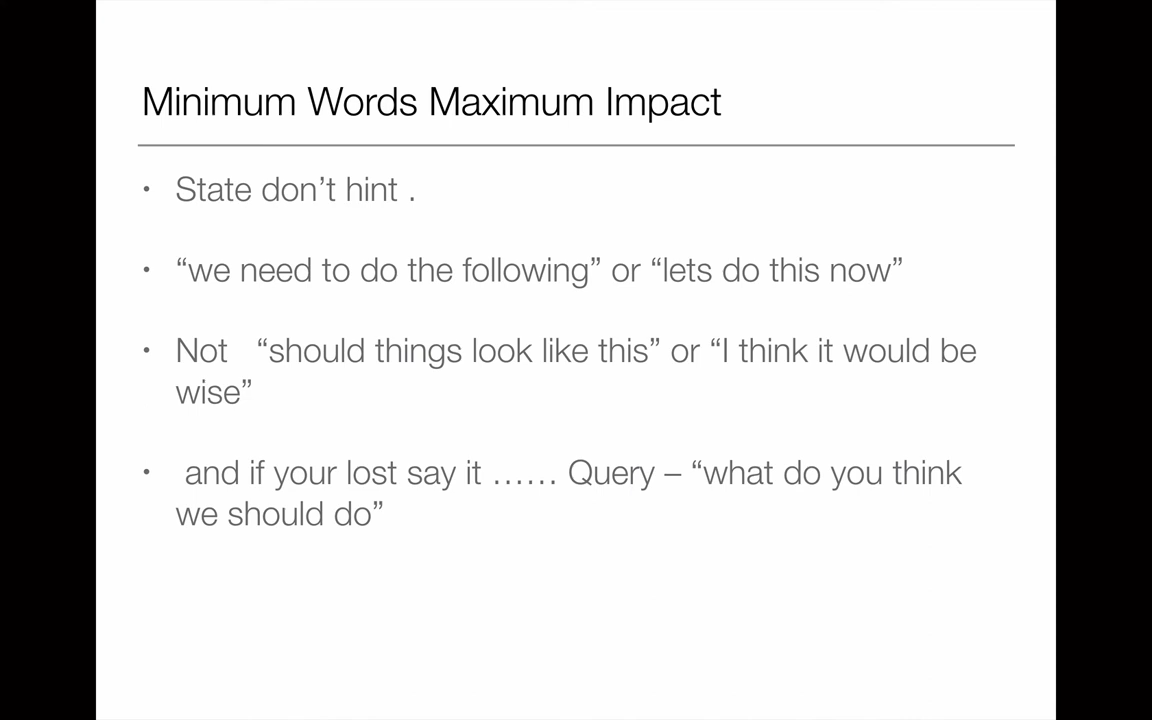 Minimum Words Maximum Impact
• State don’t hint .
• “we need to do the following” or “lets do this now”
• Not “should things look like this” or “I think it would be
wise”
• and if your lost say it …… Query – “what do you think
we should do”